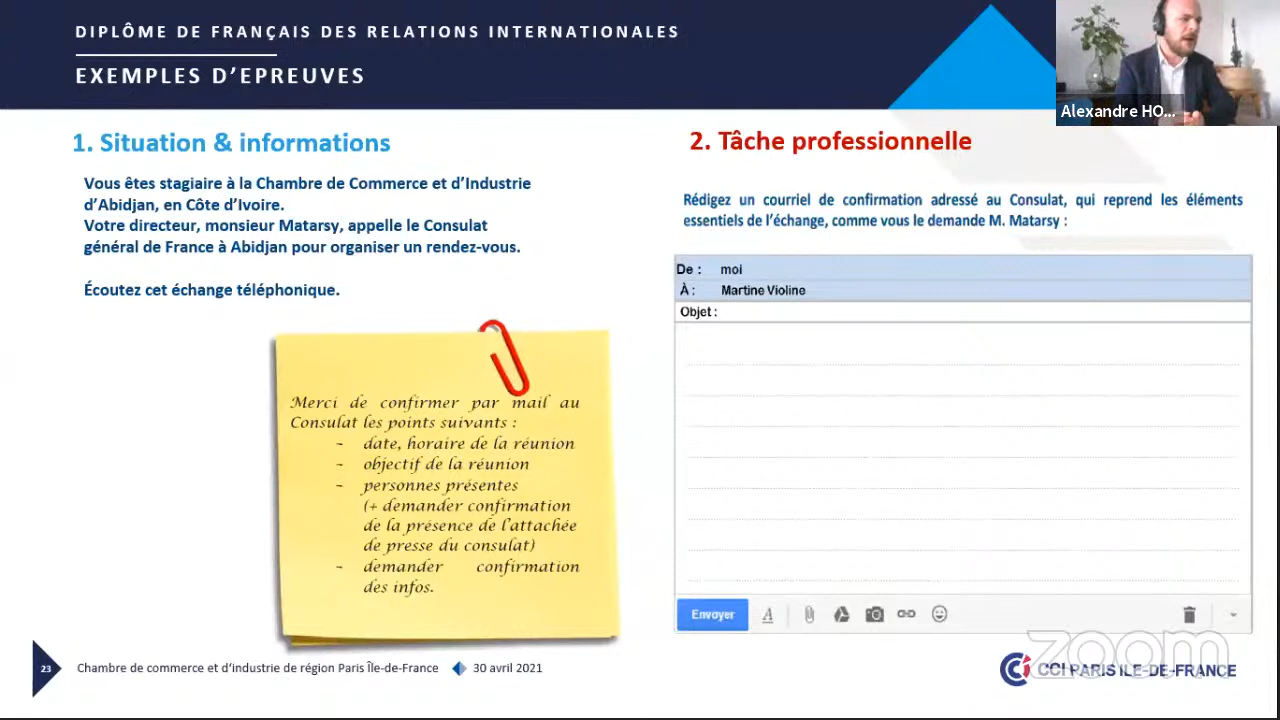 DIPLÔME DE FRANÇAIS DES RELATIONS INTERNATIONALES
EXEMPLES D’EPREUVES
Alexandre HO...
1. Situation & informations
Vous êtes stagiaire à la Chambre de Commerce et d’Industrie
d’Abidjan, en Côte d’Ivoire.
Votre directeur, monsieur Matarsy, appelle le Consulat
général de France à Abidjan pour organiser un rendez-vous.
Écoutez cet échange téléphonique.
Merci de confirmer par mail au
Consulat les points suivants :
- date, horaire de la réunion
- objectif de la réunion
- personnes présentes
(+ demander confirmation
de la présence de l’attachée
de presse du consulat)
- demander confirmation
des infos.
2. Tâche professionnelle
Rédigez un courriel de confirmation adressé au Consulat, qui reprend les éléments
essentiels de l’échange, comme vous le demande M. Matarsy :
De : moi
À : Martine Violine
Objet :
Envoyer
A
23
Chambre de commerce et d’industrie de région Paris Île-de-France
30 avril 2021
CCI PARIS ILE-DE-FRANCE
zoom